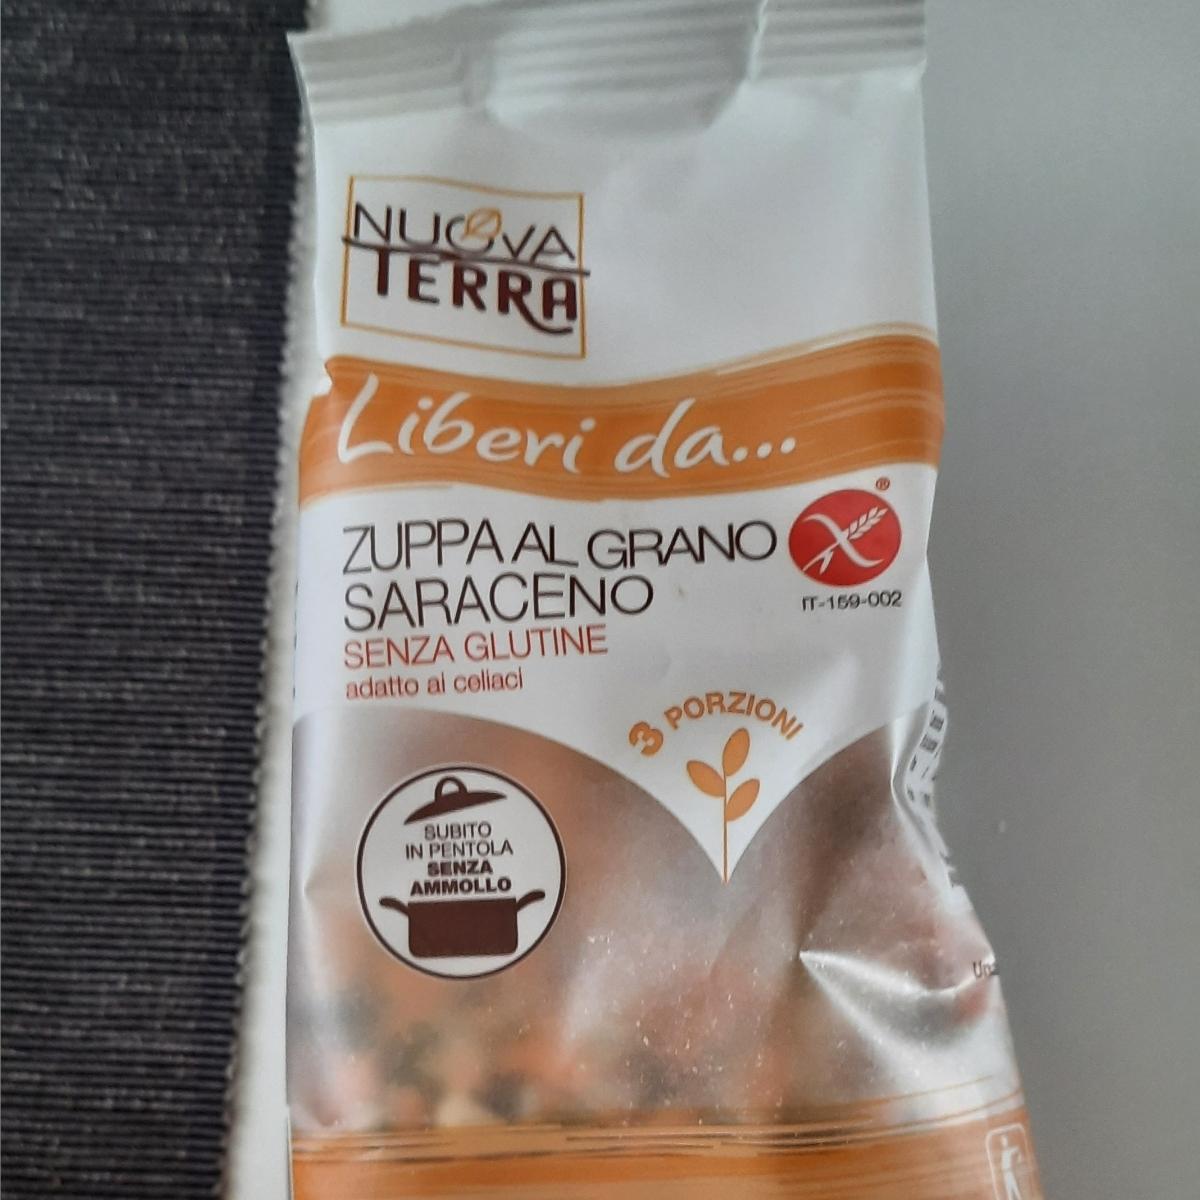 NUOVA
TERRA
Liberi da...
ZUPPA AL GRANO
SARACENO
SENZA GLUTINE
adatto ai celiaci
®
IT-159-002
3 PORZIONI
SUBITO
IN PENTOLA
SENZA
AMMOLLO